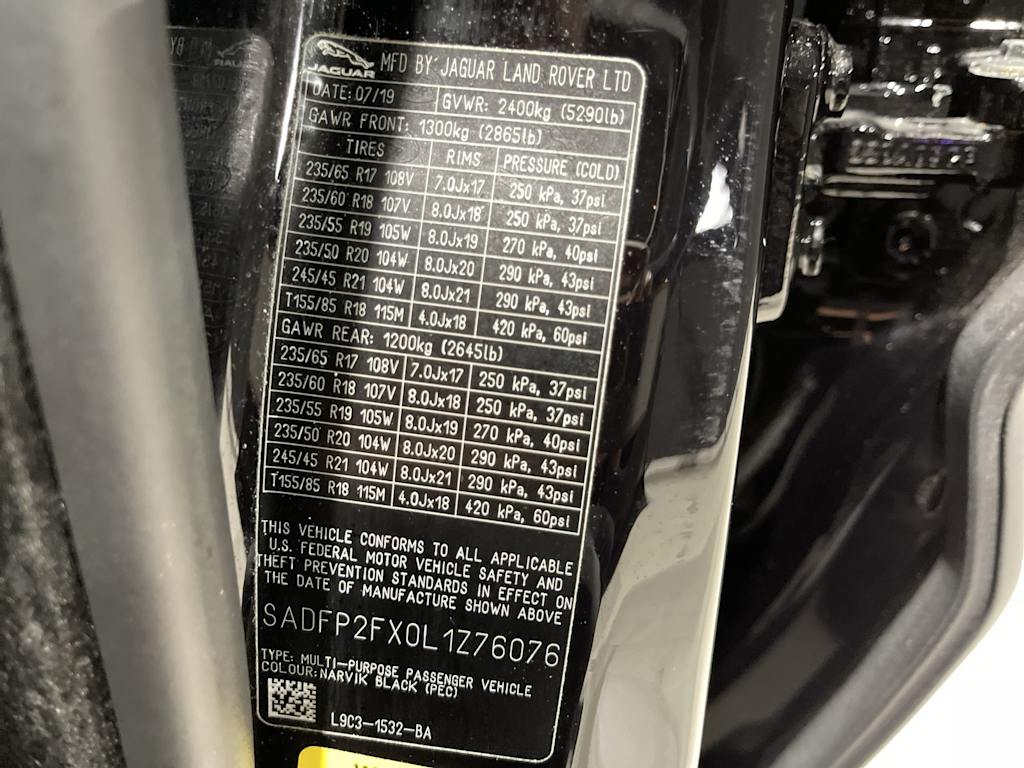 JAGUAR MFD BY: JAGUAR LAND ROVER LTD
DATE: 07/19 GVWR: 2400kg (5290lb)
GAWR FRONT: 1300kg (2865lb)
TIRES RIMS PRESSURE (COLD)
235/65 R17 108V 7.0Jx17 250 kPa, 37psi
235/60 R18 107V 8.0Jx18 250 kPa, 37psi
235/55 R19 105W 8.0Jx19 270 kPa, 40psi
235/50 R20 104W 8.0Jx20 290 kPa, 43psi
245/45 R21 104W 8.0Jx21 290 kPa, 43psi
T155/85 R18 115M 4.0Jx18 420 kPa, 60psi
GAWR REAR: 1200kg (2645lb)
235/65 R17 108V 7.0Jx17 250 kPa, 37psi
235/60 R18 107V 8.0Jx18 250 kPa, 37psi
235/55 R19 105W 8.0Jx19 270 kPa, 40psi
235/50 R20 104W 8.0Jx20 290 kPa, 43psi
245/45 R21 104W 8.0Jx21 290 kPa, 43psi
T155/85 R18 115M 4.0Jx18 420 kPa, 60psi
THIS VEHICLE CONFORMS TO ALL APPLICABLE
U.S. FEDERAL MOTOR VEHICLE SAFETY AND
THEFT PREVENTION STANDARDS IN EFFECT ON
THE DATE OF MANUFACTURE SHOWN ABOVE
SADFP2FX0L1Z76076
TYPE: MULTI-PURPOSE PASSENGER VEHICLE
COLOUR: NARVIK BLACK (PEC)
L9C3-1532-BA